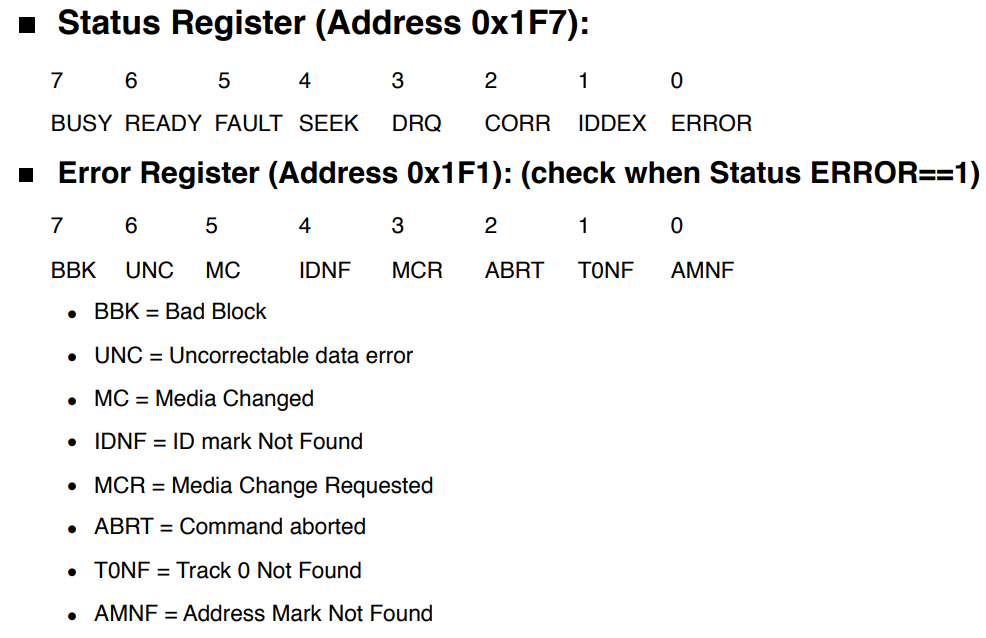 ■ Status Register (Address 0x1F7):
7 6 5 4 3 2 1 0
BUSY READY FAULT SEEK DRQ CORR IDDEX ERROR
■ Error Register (Address 0x1F1): (check when Status ERROR==1)
7 6 5 4 3 2 1 0
BBK UNC MC IDNF MCR ABRT T0NF AMNF
• BBK = Bad Block
• UNC = Uncorrectable data error
• MC = Media Changed
• IDNF = ID mark Not Found
• MCR = Media Change Requested
• ABRT = Command aborted
• T0NF = Track 0 Not Found
• AMNF = Address Mark Not Found